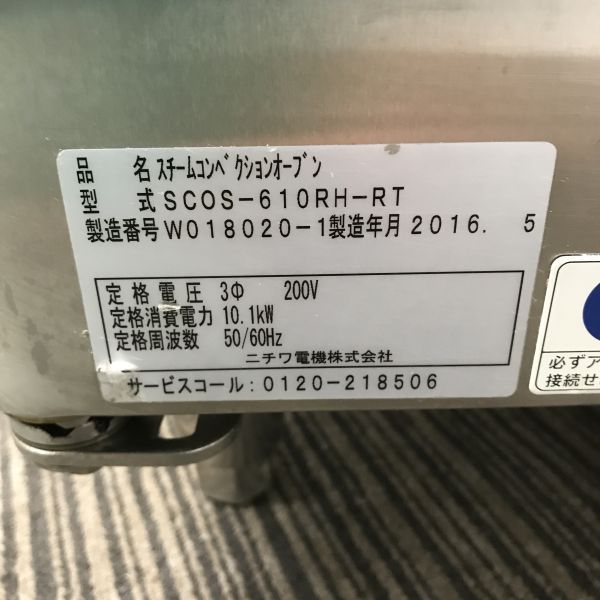 品 名 スチームコンベクションオーブン
型 式 SCOS-610RH-RT
製造番号 W018020-1 製造年月 2016. 5
定格電圧 3Φ 200V
定格消費電力 10.1kW
定格周波数 50/60Hz
ニチワ電機株式会社
サービスコール:0120-218506
必ずア
接続せ